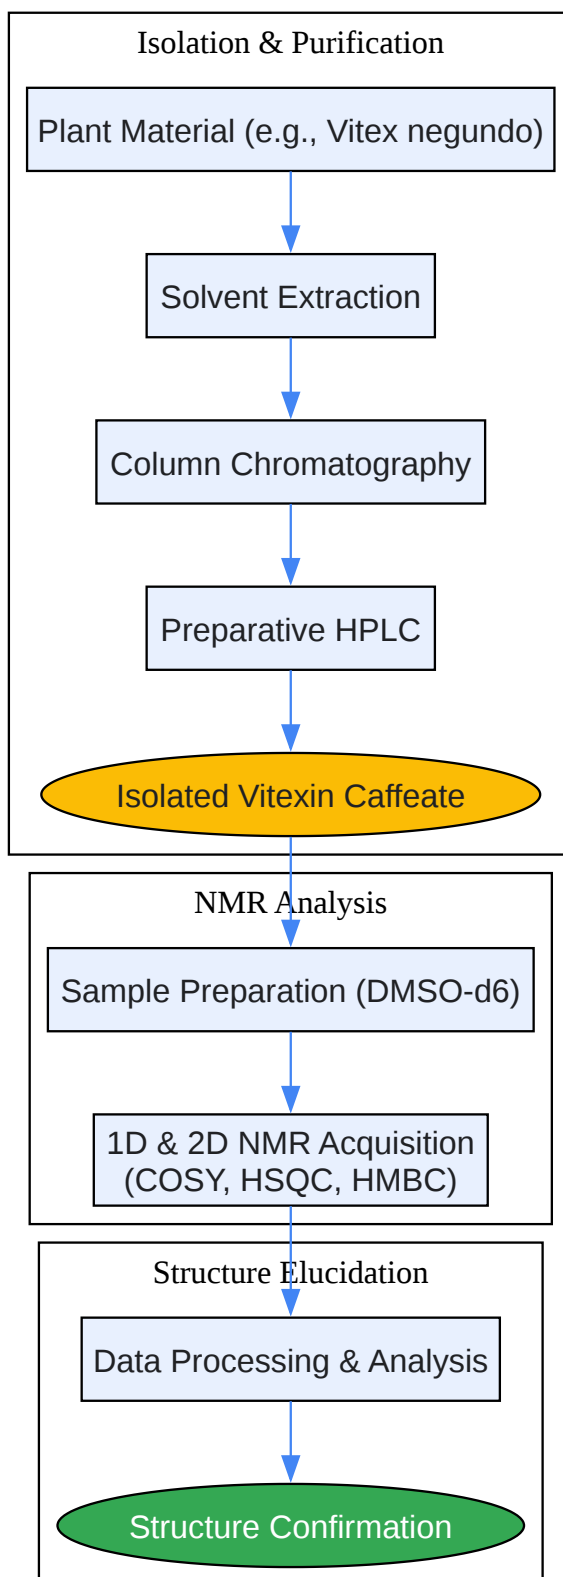 Isolation & Purification
Plant Material (e.g., Vitex negundo)
Solvent Extraction
Column Chromatography
Preparative HPLC
Isolated Vitexin Caffeate
NMR Analysis
Sample Preparation (DMSO-d6)
1D & 2D NMR Acquisition
(COSY, HSQC, HMBC)
Structure Elucidation
Data Processing & Analysis
Structure Confirmation